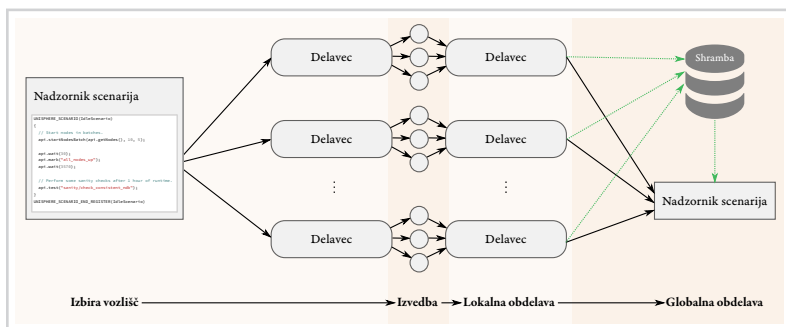 Nadzornik scenarija
UNISPHERE_SCENARIO(IdleScenario)
{
// Start nodes in batches.
api.startNodesBatch(api.getNodes(), 10, 5);
api.wait(30);
api.mark("all_nodes_up");
api.wait(3570);
// Perform some sanity checks after 1 hour of runtime.
api.test("sanity/check_consistent_ndb");
}
UNISPHERE_SCENARIO_END_REGISTER(IdleScenario)
Delavec
Delavec
Shramba
Delavec
Delavec
Nadzornik scenarija
Delavec
Delavec
Izbira vozlišč
Izvedba
Lokalna obdelava
Globalna obdelava